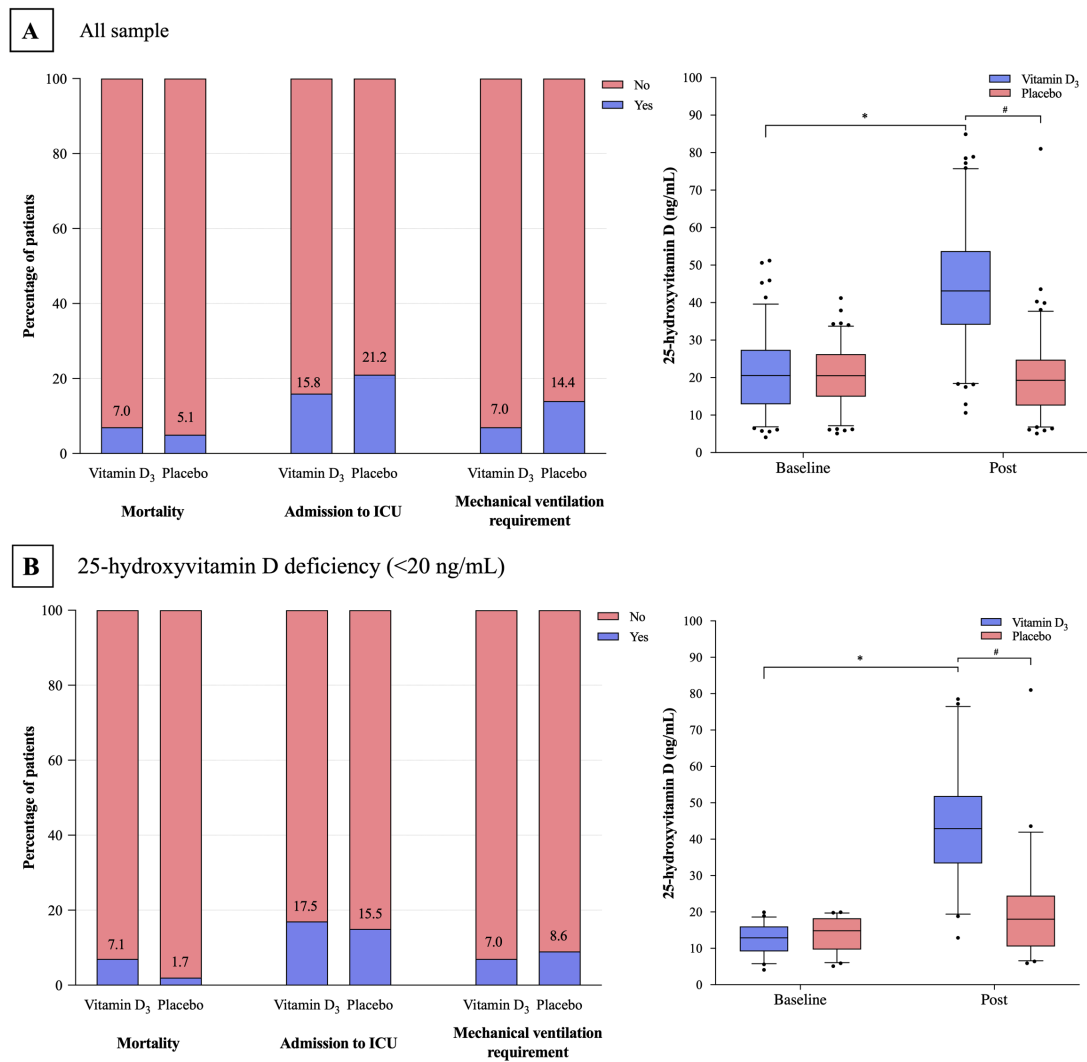 A All sample
100
80
60
40
20
0
Percentage of patients
No
Yes
7.0 5.1 15.8 21.2 7.0 14.4
Vitamin D₃ Placebo Vitamin D₃ Placebo Vitamin D₃ Placebo
Mortality Admission to ICU Mechanical ventilation
requirement
100
90
80
70
60
50
40
30
20
10
0
25-hydroxyvitamin D (ng/mL)
Vitamin D₃
Placebo
* #
Baseline Post
B 25-hydroxyvitamin D deficiency (<20 ng/mL)
100
80
60
40
20
0
Percentage of patients
No
Yes
7.1 1.7 17.5 15.5 7.0 8.6
Vitamin D₃ Placebo Vitamin D₃ Placebo Vitamin D₃ Placebo
Mortality Admission to ICU Mechanical ventilation
requirement
100
90
80
70
60
50
40
30
20
10
0
25-hydroxyvitamin D (ng/mL)
Vitamin D₃
Placebo
* #
Baseline Post